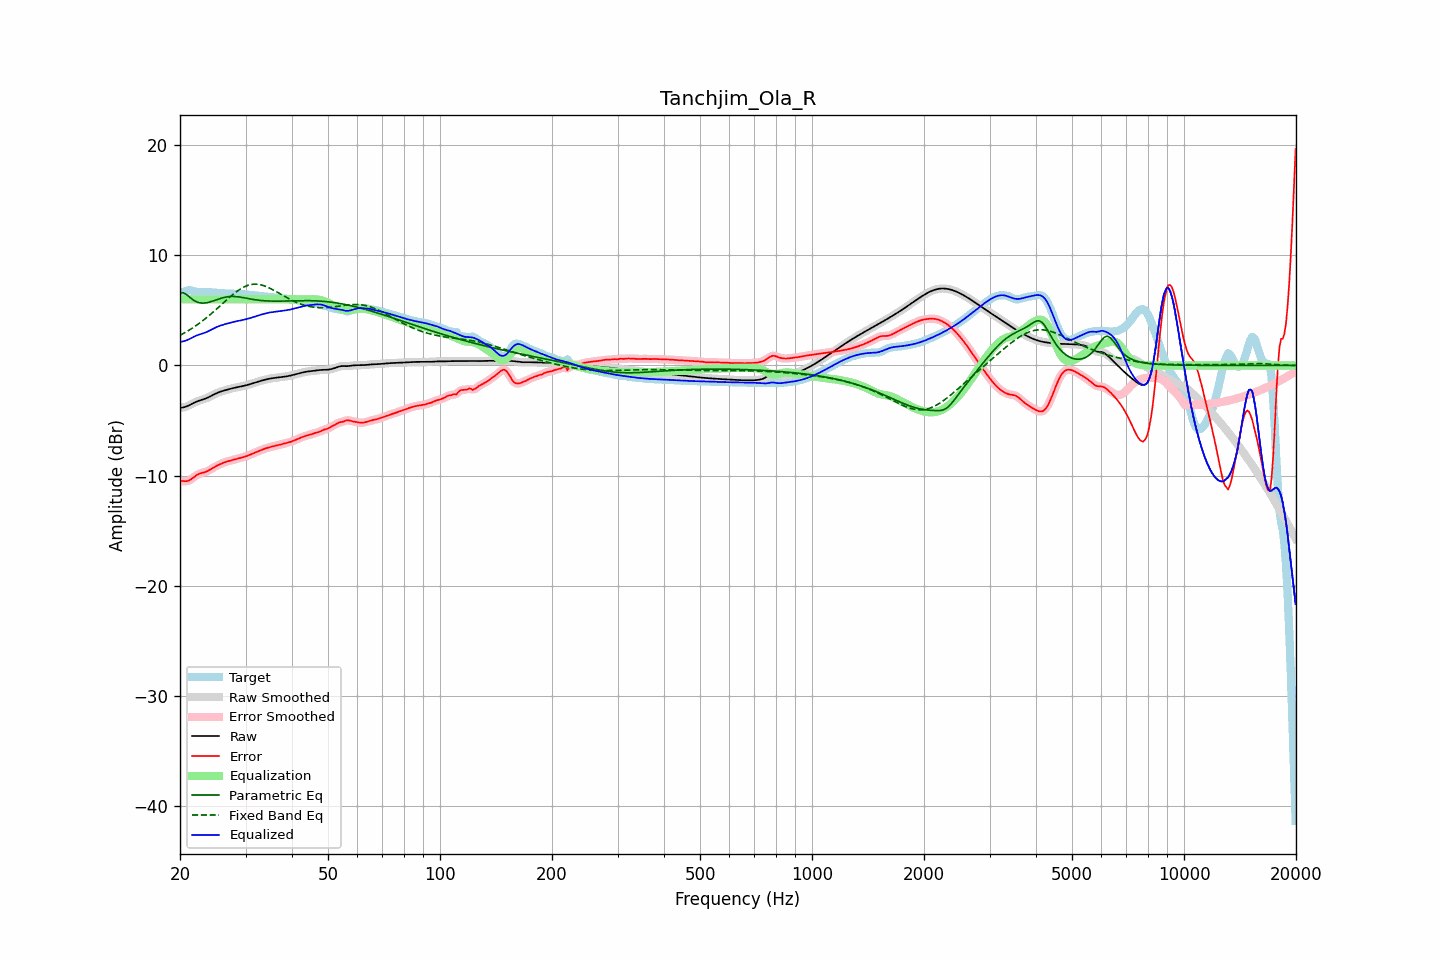 Tanchjim_Ola_R
Amplitude (dBr)
20
10
0
−10
−20
−30
−40
Target
Raw Smoothed
Error Smoothed
Raw
Error
Equalization
Parametric Eq
Fixed Band Eq
Equalized
20 50 100 200 500 1000 2000 5000 10000 20000
Frequency (Hz)